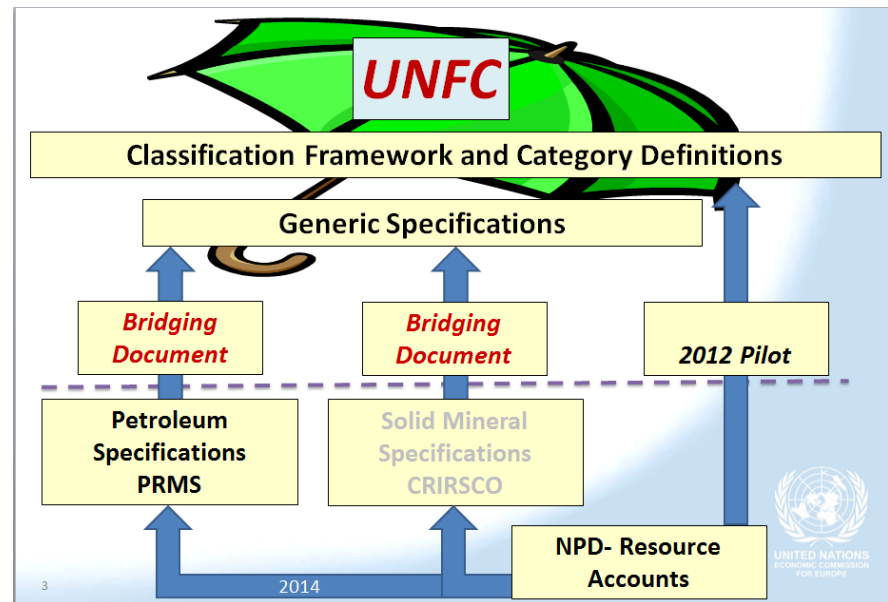 UNFC
Classification Framework and Category Definitions
Generic Specifications
Bridging
Document
Bridging
Document
2012 Pilot
Petroleum
Specifications
PRMS
Solid Mineral
Specifications
CRIRSCO
NPD- Resource
Accounts
2014
3
UNITED NATIONS
ECONOMIC COMMISSION
FOR EUROPE